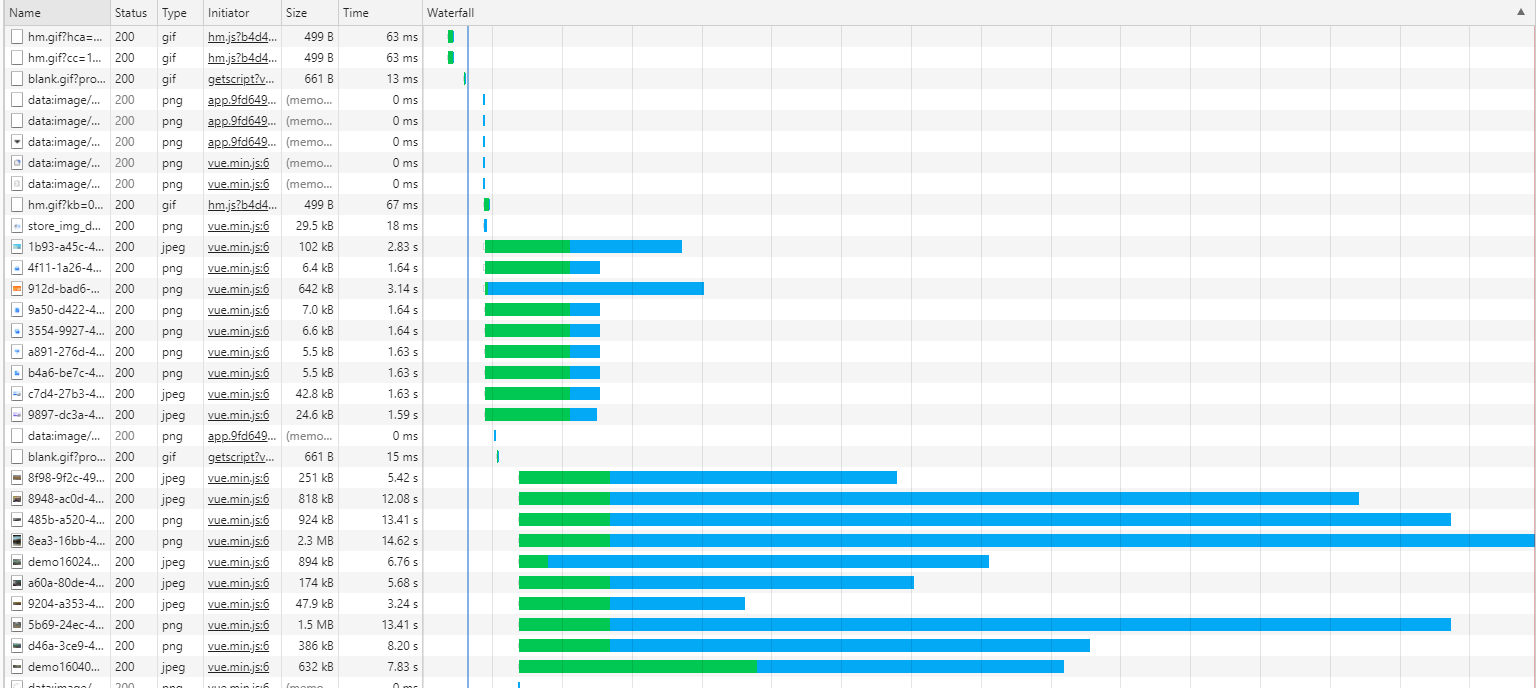 Name Status Type Initiator Size Time Waterfall
hm.gif?hca=... 200 gif hm.js?b4d4... 499 B 63 ms
hm.gif?cc=1... 200 gif hm.js?b4d4... 499 B 63 ms
blank.gif?pro... 200 gif getscript?v... 661 B 13 ms
data:image/... 200 png app.9fd649... (memo... 0 ms
data:image/... 200 png app.9fd649... (memo... 0 ms
data:image/... 200 png app.9fd649... (memo... 0 ms
data:image/... 200 png vue.min.js:6 (memo... 0 ms
data:image/... 200 png vue.min.js:6 (memo... 0 ms
hm.gif?kb=0... 200 gif hm.js?b4d4... 499 B 67 ms
store_img_d... 200 png vue.min.js:6 29.5 kB 18 ms
1b93-a45c-4... 200 jpeg vue.min.js:6 102 kB 2.83 s
4f11-1a26-4... 200 png vue.min.js:6 6.4 kB 1.64 s
912d-bad6-... 200 png vue.min.js:6 642 kB 3.14 s
9a50-d422-4... 200 png vue.min.js:6 7.0 kB 1.64 s
3554-9927-4... 200 png vue.min.js:6 6.6 kB 1.64 s
a891-276d-4... 200 png vue.min.js:6 5.5 kB 1.63 s
b4a6-be7c-4... 200 png vue.min.js:6 5.5 kB 1.63 s
c7d4-27b3-4... 200 jpeg vue.min.js:6 42.8 kB 1.63 s
9897-dc3a-4... 200 jpeg vue.min.js:6 24.6 kB 1.59 s
data:image/... 200 png app.9fd649... (memo... 0 ms
blank.gif?pro... 200 gif getscript?v... 661 B 15 ms
8f98-9f2c-49... 200 jpeg vue.min.js:6 251 kB 5.42 s
8948-ac0d-4... 200 jpeg vue.min.js:6 818 kB 12.08 s
485b-a520-4... 200 png vue.min.js:6 924 kB 13.41 s
8ea3-16bb-4... 200 png vue.min.js:6 2.3 MB 14.62 s
demo16024... 200 jpeg vue.min.js:6 894 kB 6.76 s
a60a-80de-4... 200 jpeg vue.min.js:6 174 kB 5.68 s
9204-a353-4... 200 jpeg vue.min.js:6 47.9 kB 3.24 s
5b69-24ec-4... 200 png vue.min.js:6 1.5 MB 13.41 s
d46a-3ce9-4... 200 png vue.min.js:6 386 kB 8.20 s
demo16040... 200 jpeg vue.min.js:6 632 kB 7.83 s
data:image/... 200 png vue.min.js:6 (memo... 0 ms